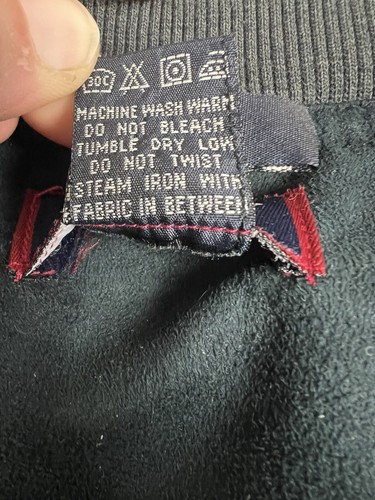 30C
MACHINE WASH WARM
DO NOT BLEACH
TUMBLE DRY LOW
DO NOT TWIST
STEAM IRON WITH
FABRIC IN BETWEEN